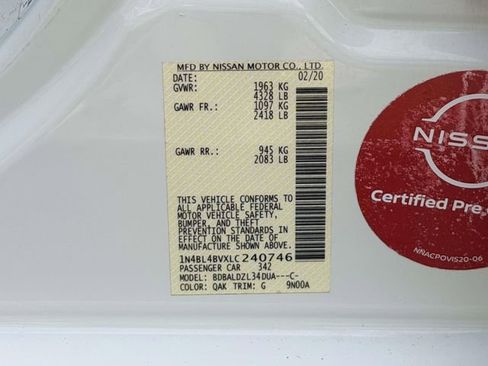 MFD BY NISSAN MOTOR CO., LTD.
DATE: 02/20
GVWR: 1963 KG
4328 LB
GAWR FR.: 1097 KG
2418 LB
GAWR RR.: 945 KG
2083 LB
THIS VEHICLE CONFORMS TO
ALL APPLICABLE FEDERAL
MOTOR VEHICLE SAFETY,
BUMPER, AND THEFT
PREVENTION STANDARDS IN
EFFECT ON THE DATE OF
MANUFACTURE SHOWN ABOVE.
1N4BL4BVXLC240746
PASSENGER CAR 342
MODEL: BDBALDZL34DUA---C-
COLOR: QAK TRIM: G 9N00A
NISS
Certified Pre
NNACPOVIS20-06